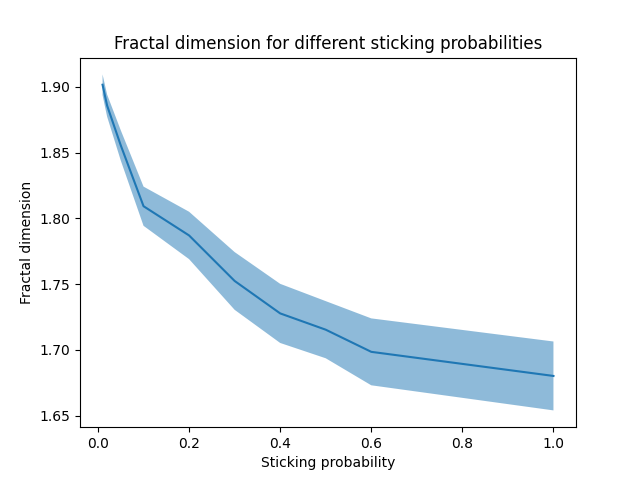 Fractal dimension for different sticking probabilities
1.90
1.85
1.80
1.75
1.70
1.65
Fractal dimension
0.0 0.2 0.4 0.6 0.8 1.0
Sticking probability